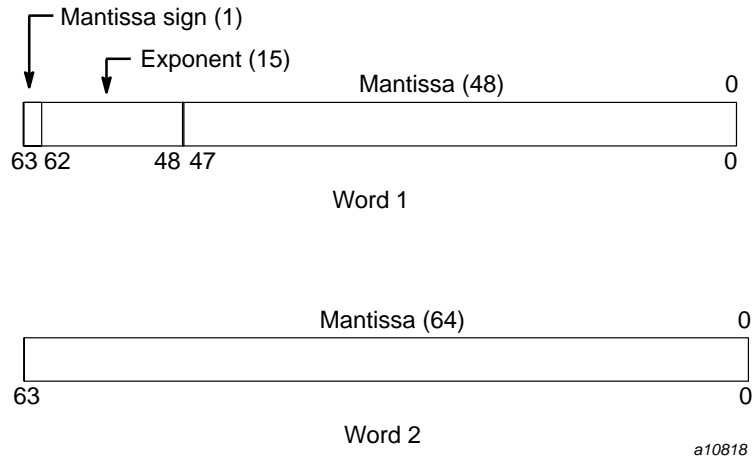 Mantissa sign (1)
Exponent (15)
Mantissa (48) 0
63 62 48 47 0
Word 1
Mantissa (64) 0
63 0
Word 2
a10818